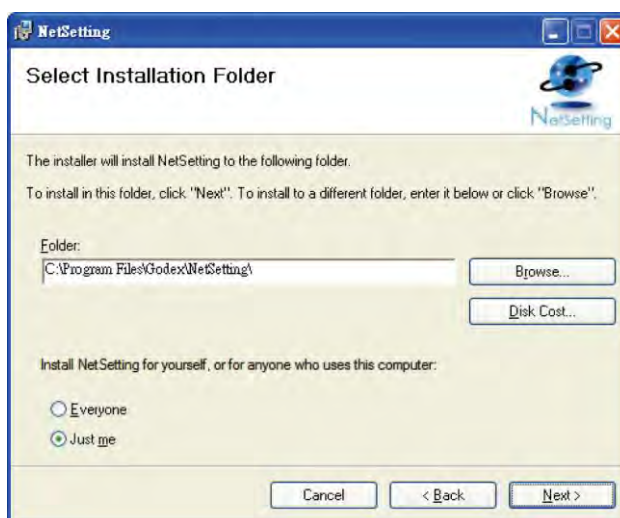 NetSetting
Select Installation Folder
NetSetting
The installer will install NetSetting to the following folder.
To install in this folder, click "Next". To install to a different folder, enter it below or click "Browse".
Folder:
C:\Program Files\Godex\NetSetting\
Browse...
Disk Cost...
Install NetSetting for yourself, or for anyone who uses this computer:
Everyone
Just me
Cancel
< Back
Next >